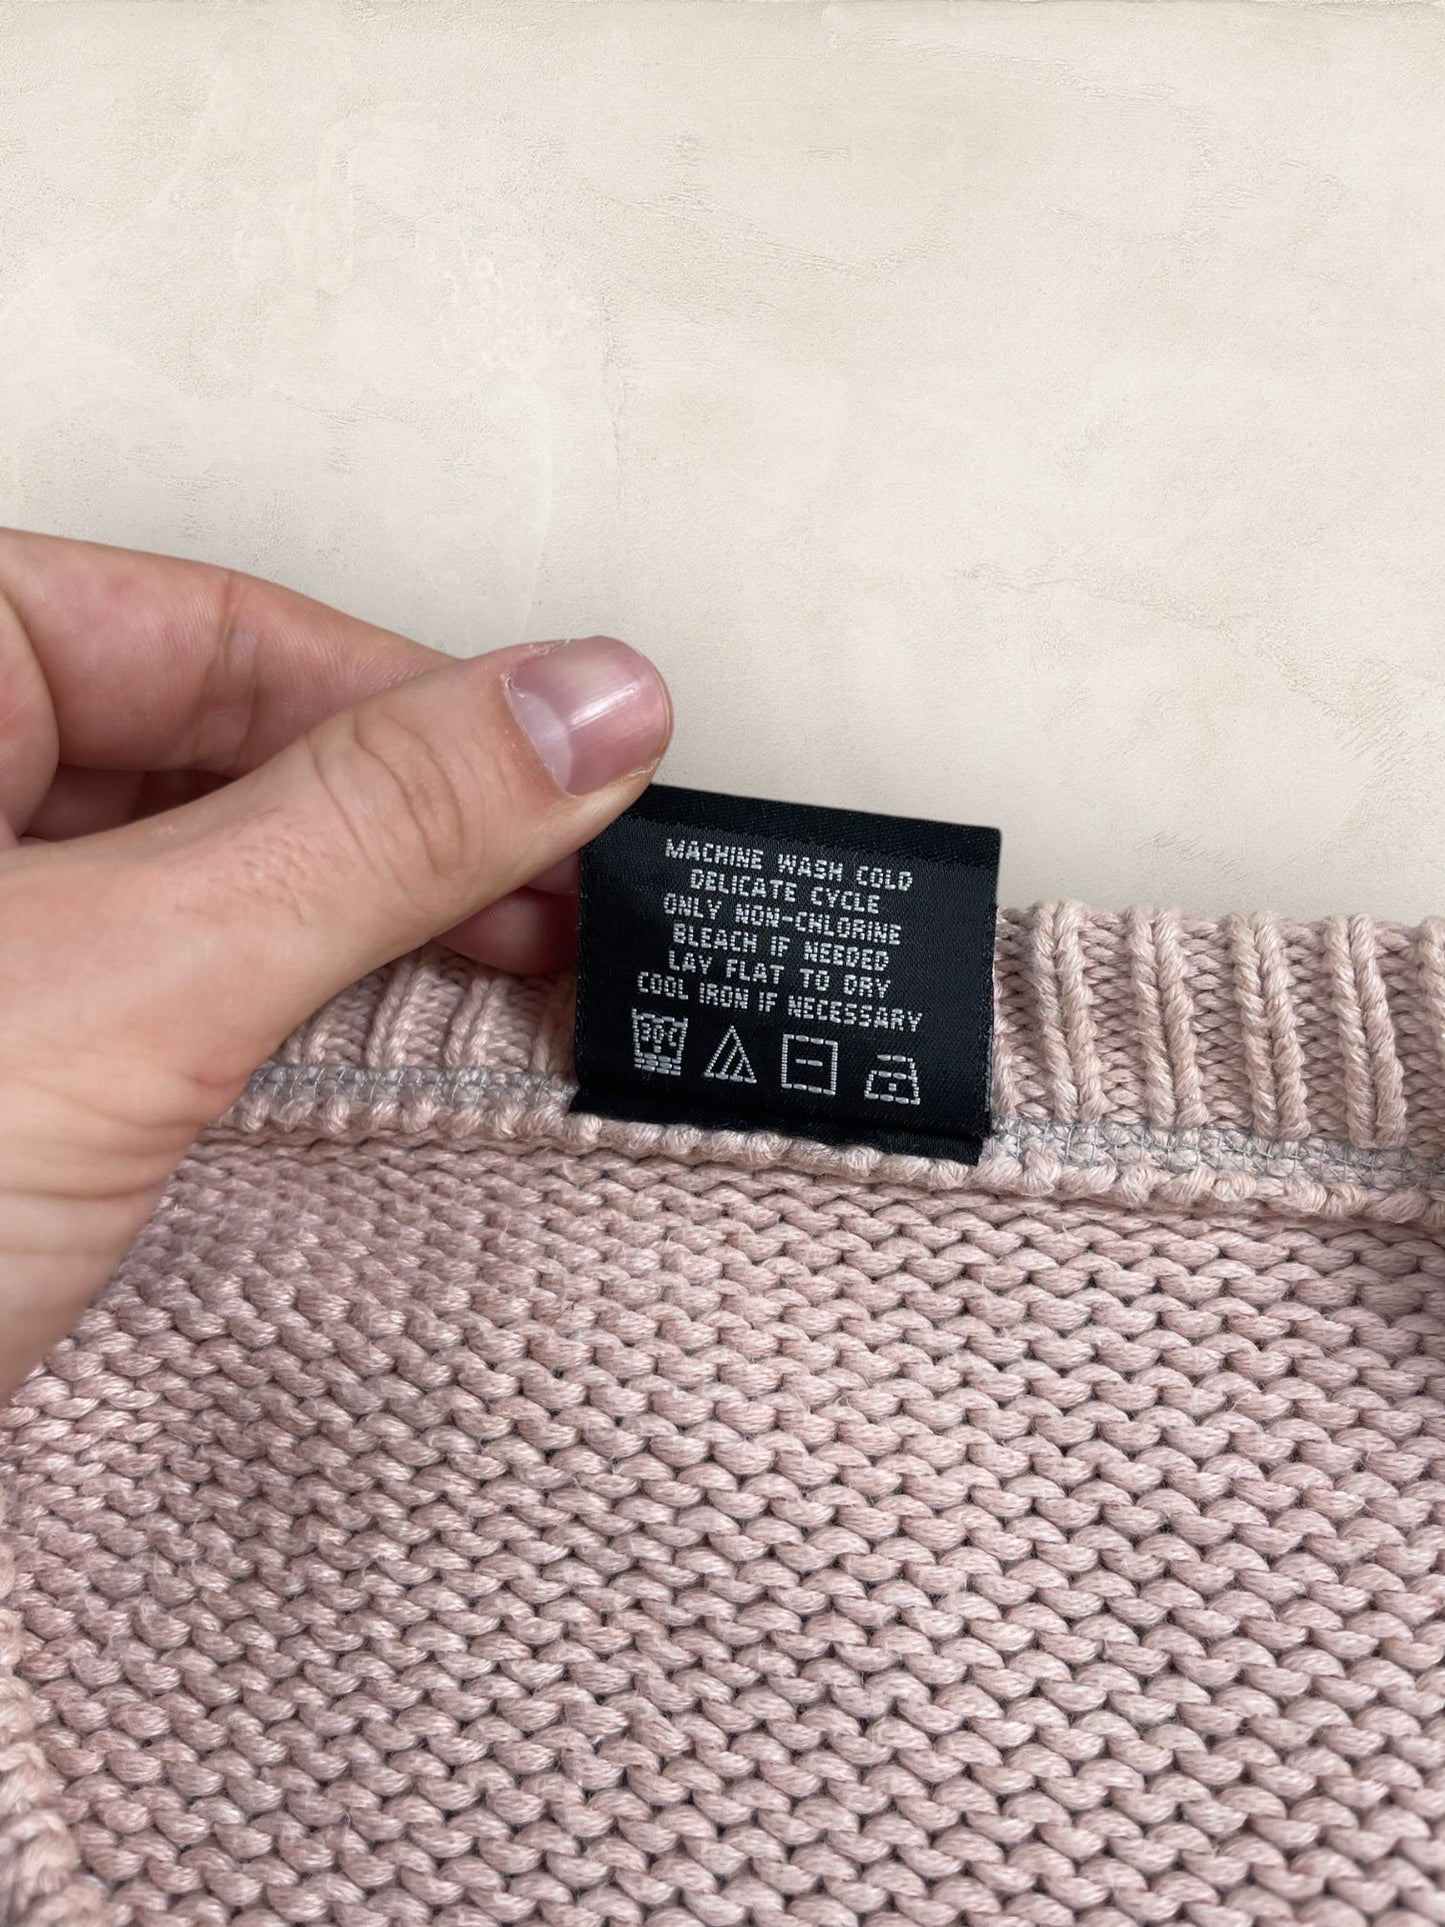 MACHINE WASH COLD
DELICATE CYCLE
ONLY NON-CHLORINE
BLEACH IF NEEDED
LAY FLAT TO DRY
COOL IRON IF NECESSARY
30°C